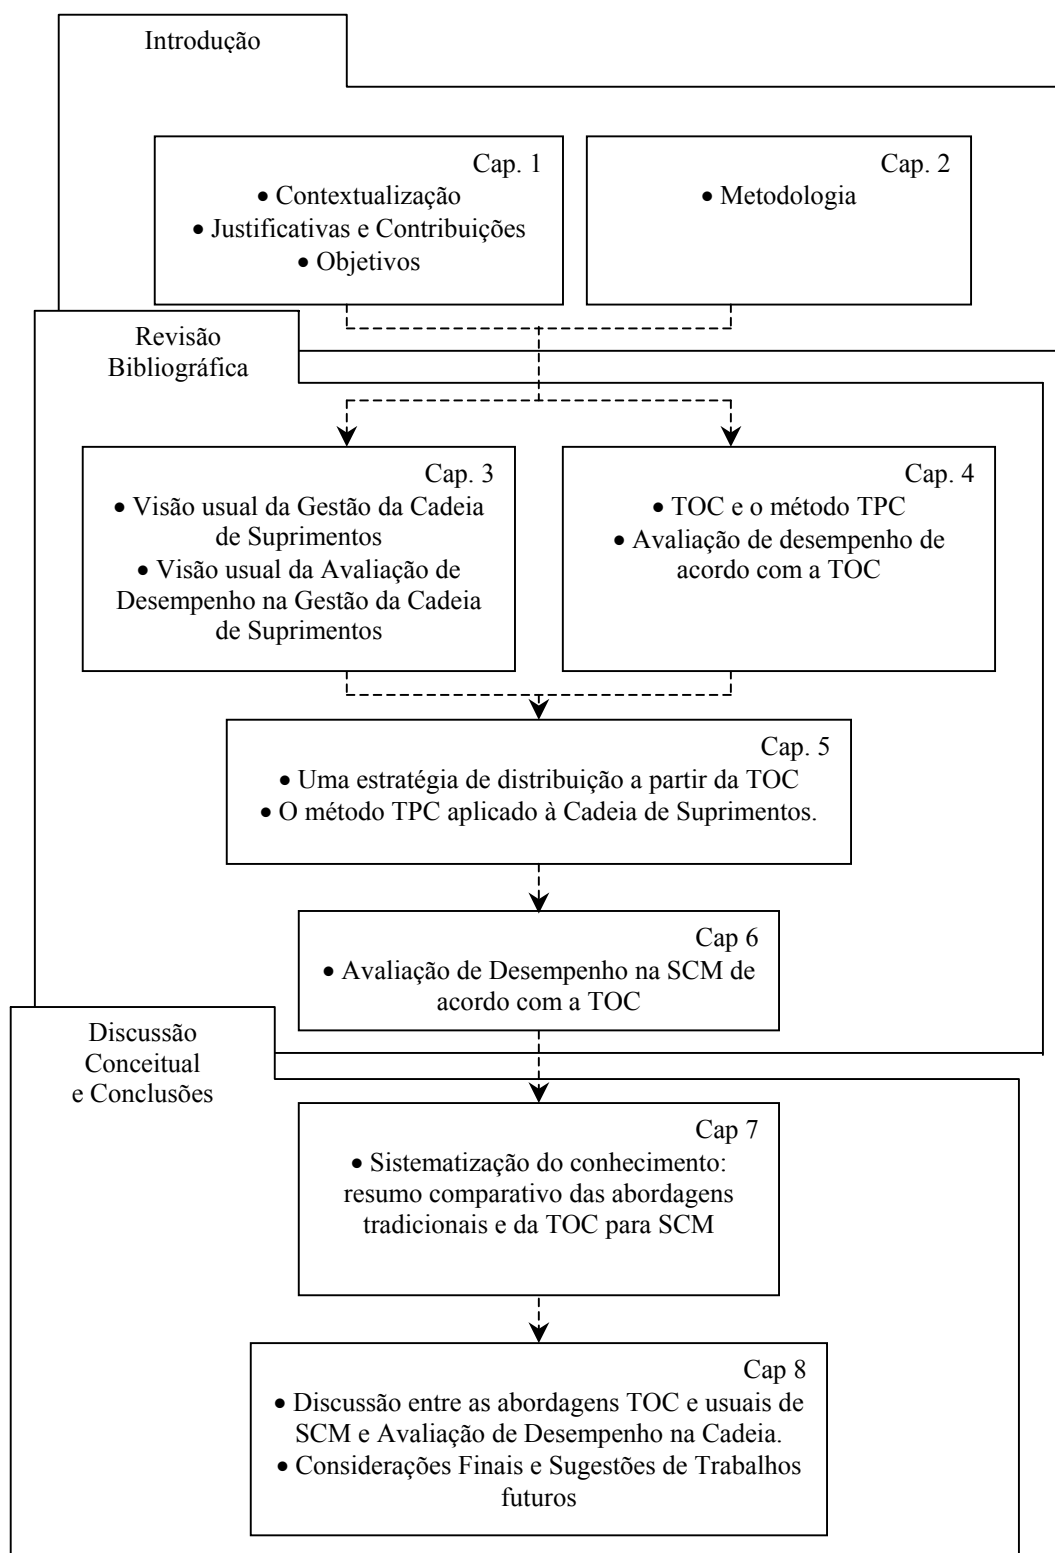 Introdução
Cap. 1
• Contextualização
• Justificativas e Contribuições
• Objetivos
Cap. 2
• Metodologia
Revisão
Bibliográfica
Cap. 3
• Visão usual da Gestão da Cadeia
de Suprimentos
• Visão usual da Avaliação de
Desempenho na Gestão da Cadeia
de Suprimentos
Cap. 4
• TOC e o método TPC
• Avaliação de desempenho de
acordo com a TOC
Cap. 5
• Uma estratégia de distribuição a partir da TOC
• O método TPC aplicado à Cadeia de Suprimentos.
Cap 6
• Avaliação de Desempenho na SCM de
acordo com a TOC
Discussão
Conceitual
e Conclusões
Cap 7
• Sistematização do conhecimento:
resumo comparativo das abordagens
tradicionais e da TOC para SCM
Cap 8
• Discussão entre as abordagens TOC e usuais de
SCM e Avaliação de Desempenho na Cadeia.
• Considerações Finais e Sugestões de Trabalhos
futuros